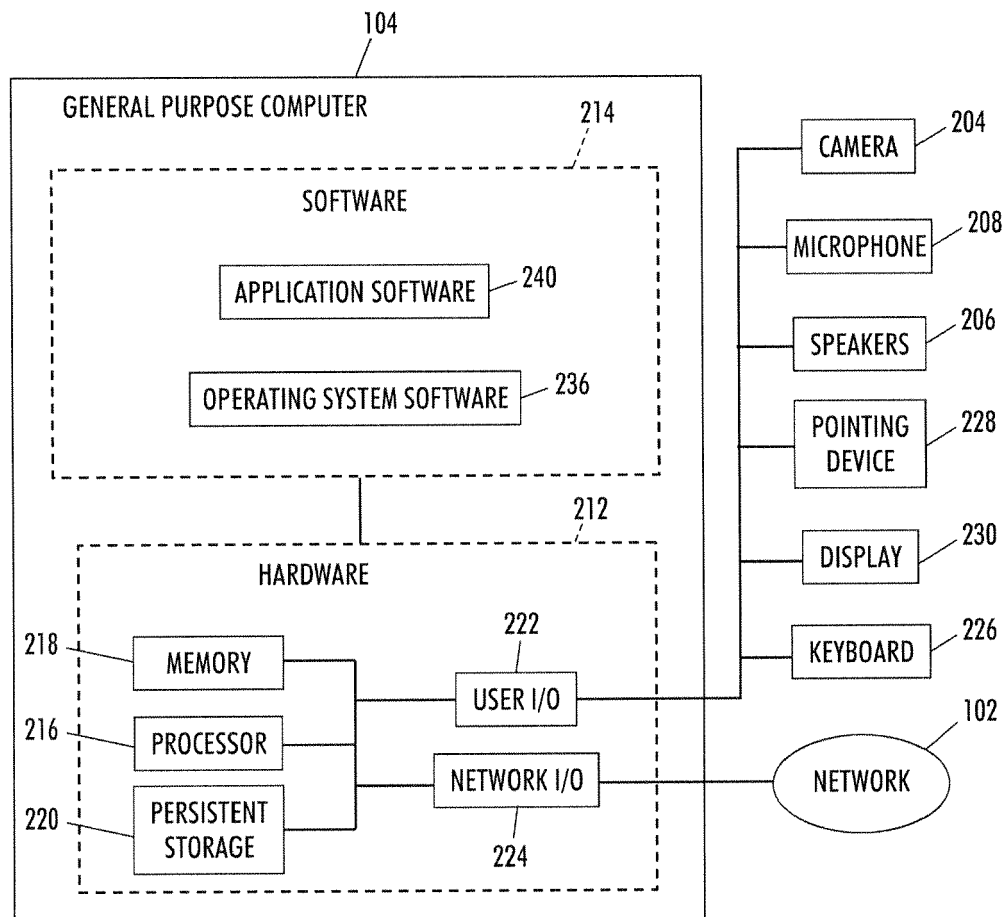 104
GENERAL PURPOSE COMPUTER
214
SOFTWARE
APPLICATION SOFTWARE
240
OPERATING SYSTEM SOFTWARE
236
212
HARDWARE
218
MEMORY
216
PROCESSOR
220
PERSISTENT
STORAGE
222
USER I/O
NETWORK I/O
224
CAMERA
204
MICROPHONE
208
SPEAKERS
206
POINTING
DEVICE
228
DISPLAY
230
KEYBOARD
226
102
NETWORK